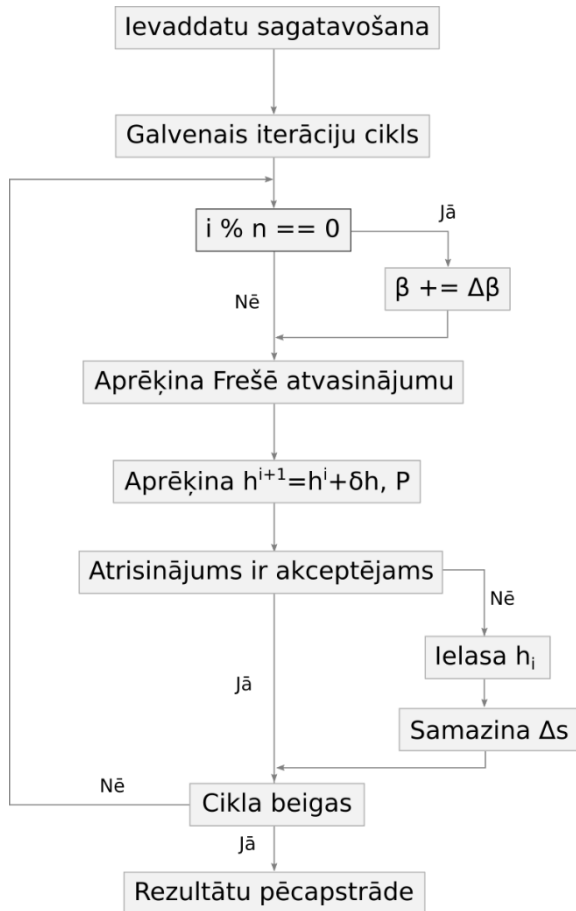 Ievaddatu sagatavošana
Galvenais iterāciju cikls
i % n == 0
Jā
β += Δβ
Nē
Aprēķina Frešē atvasinājumu
Aprēķina hⁱ⁺¹=hⁱ+δh, P
Atrisinājums ir akceptējams
Nē
Ielasa hᵢ
Jā
Samazina Δs
Nē
Cikla beigas
Jā
Rezultātu pēcapstrāde